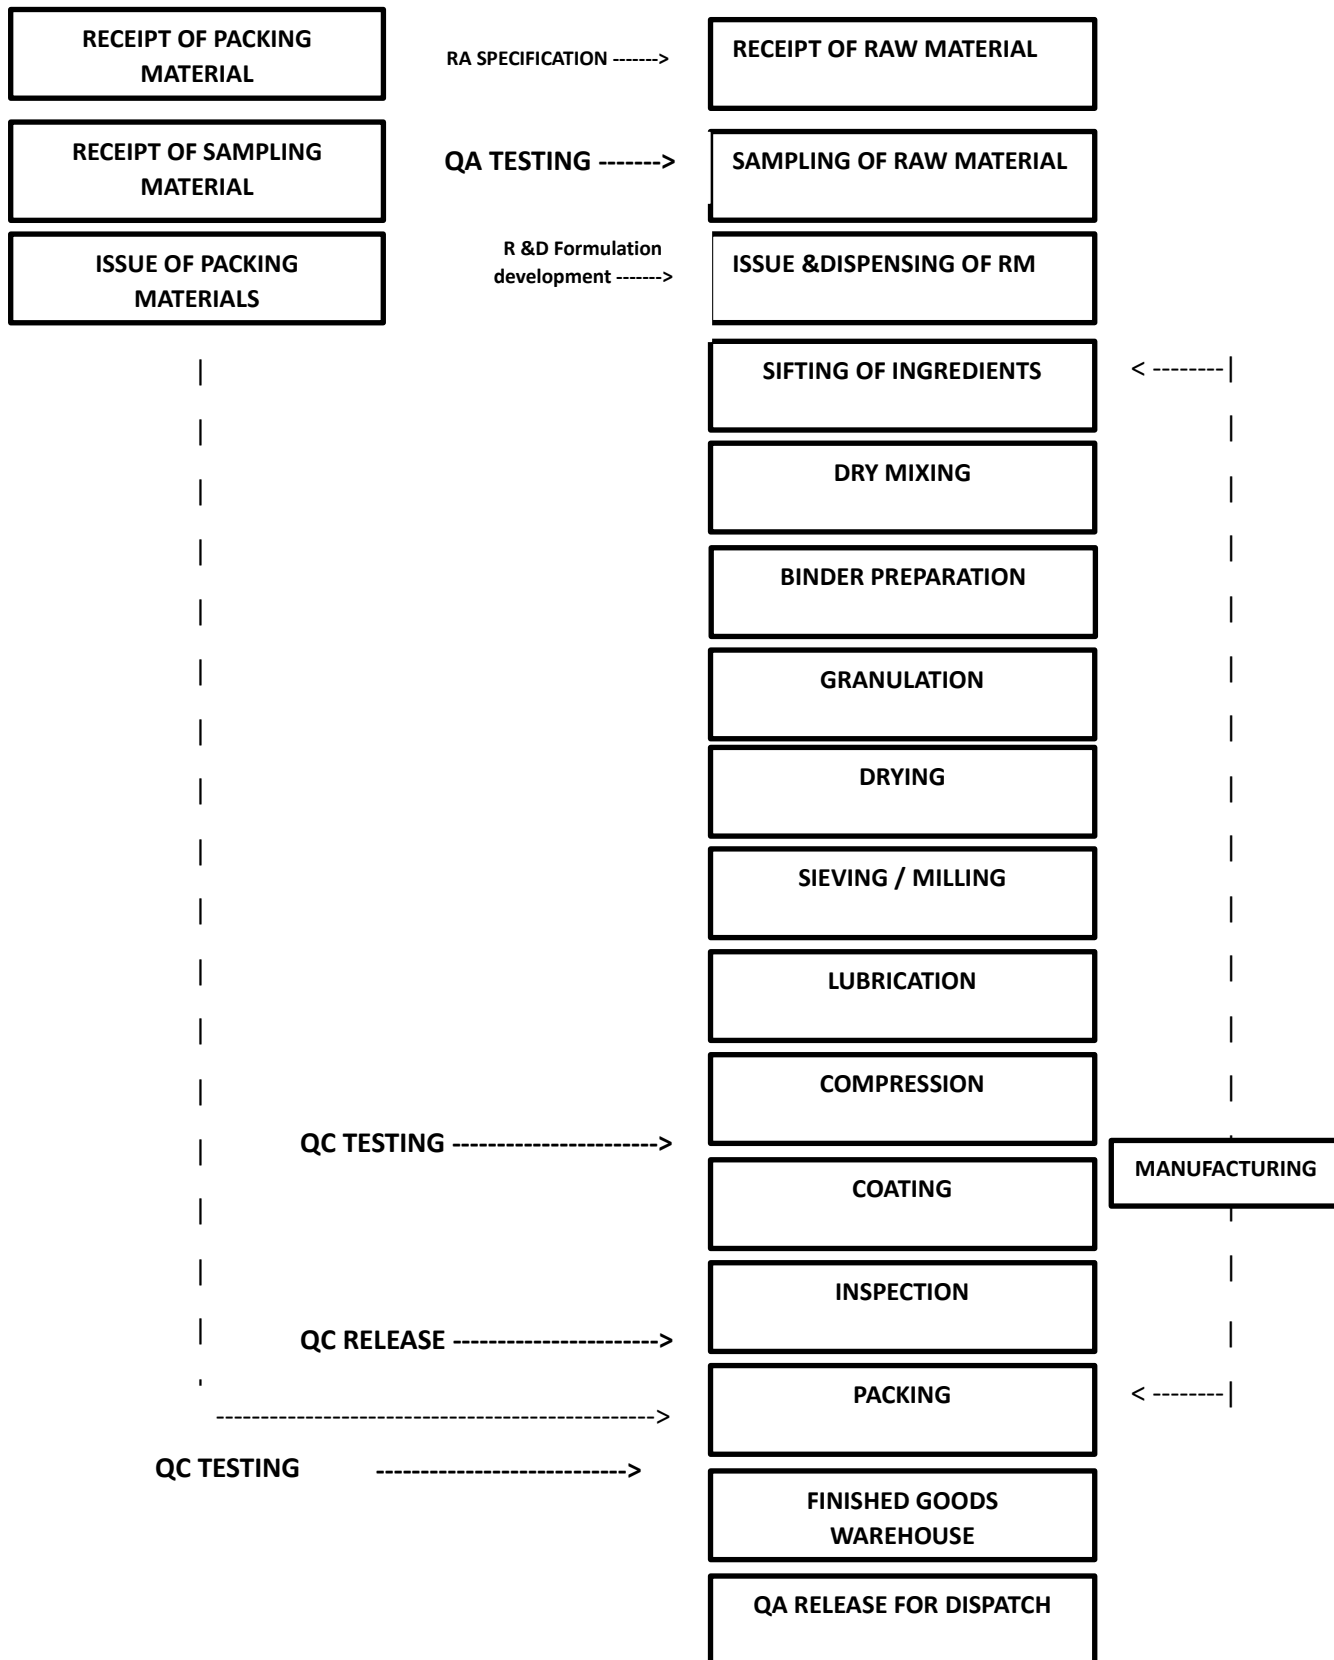 RECEIPT OF PACKING
MATERIAL
RA SPECIFICATION ------->
RECEIPT OF RAW MATERIAL
RECEIPT OF SAMPLING
MATERIAL
QA TESTING ------->
SAMPLING OF RAW MATERIAL
ISSUE OF PACKING
MATERIALS
R &D Formulation
development ------->
ISSUE &DISPENSING OF RM
SIFTING OF INGREDIENTS
DRY MIXING
BINDER PREPARATION
GRANULATION
DRYING
SIEVING / MILLING
LUBRICATION
COMPRESSION
QC TESTING ----------------------->
MANUFACTURING
COATING
INSPECTION
QC RELEASE ----------------------->
PACKING
QC TESTING ---------------------------->
FINISHED GOODS
WAREHOUSE
QA RELEASE FOR DISPATCH